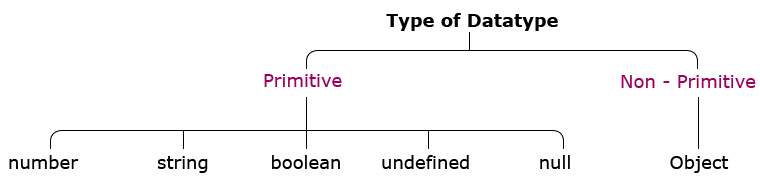 Type of Datatype
Primitive Non - Primitive
number string boolean undefined null Object